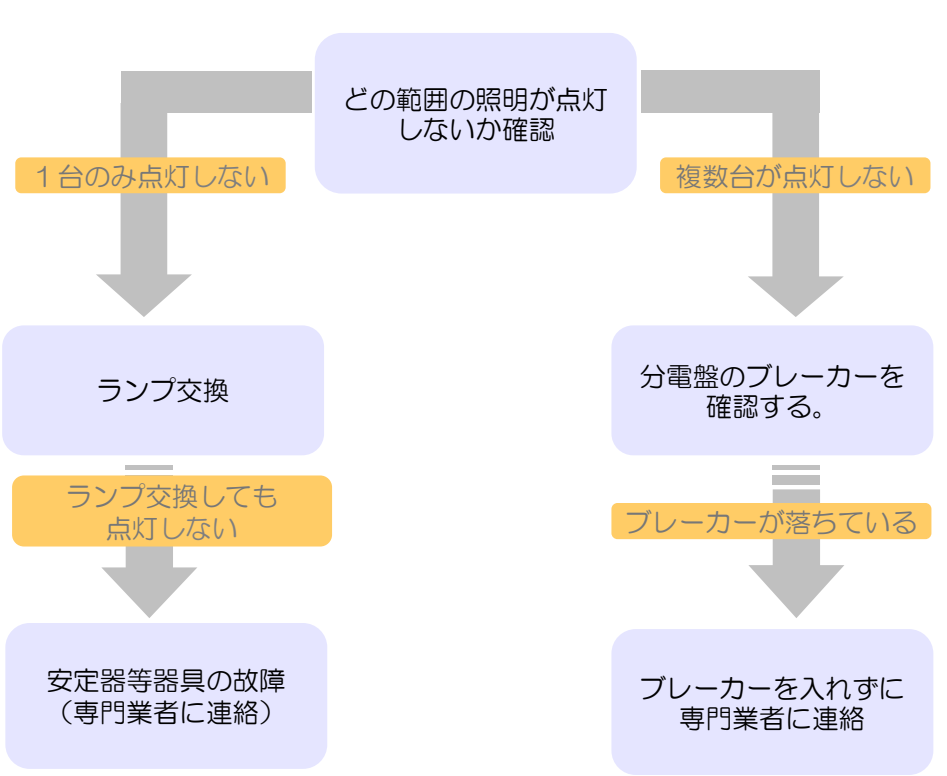 どの範囲の照明が点灯
しないか確認
１台のみ点灯しない
複数台が点灯しない
ランプ交換
分電盤のブレーカーを
確認する。
ランプ交換しても
点灯しない
ブレーカーが落ちている
安定器等器具の故障
（専門業者に連絡）
ブレーカーを入れずに
専門業者に連絡